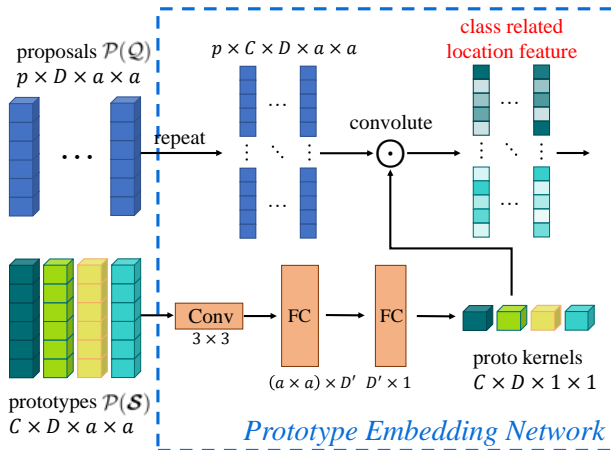 proposals 𝒫(𝒬)
p × D × a × a
p × C × D × a × a
class related
location feature
...
repeat
convolute
Conv
3 × 3
FC
FC
(a × a) × D′
D′ × 1
proto kernels
C × D × 1 × 1
prototypes 𝒫(𝓢)
C × D × a × a
Prototype Embedding Network